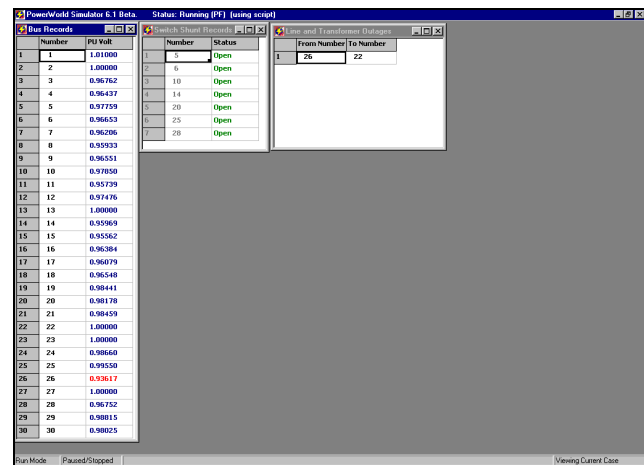 PowerWorld Simulator 6.1 Beta. Status: Running (PF) (using script)
Bus Records
Number PU Volt
1 1 1.01000
2 2 1.00000
3 3 0.96762
4 4 0.96437
5 5 0.97759
6 6 0.96653
7 7 0.96206
8 8 0.95933
9 9 0.96551
10 10 0.97850
11 11 0.95739
12 12 0.97476
13 13 1.00000
14 14 0.95969
15 15 0.95562
16 16 0.96384
17 17 0.96079
18 18 0.96548
19 19 0.98441
20 20 0.98178
21 21 0.98459
22 22 1.00000
23 23 1.00000
24 24 0.98660
25 25 0.99550
26 26 0.93617
27 27 1.00000
28 28 0.96752
29 29 0.98815
30 30 0.98025
Switch Shunt Records
Number Status
1 5 Open
2 6 Open
3 10 Open
4 14 Open
5 20 Open
6 25 Open
7 28 Open
Line and Transformer Outages
From Number To Number
1 26 22
Run Mode Paused/Stopped Viewing Current Case